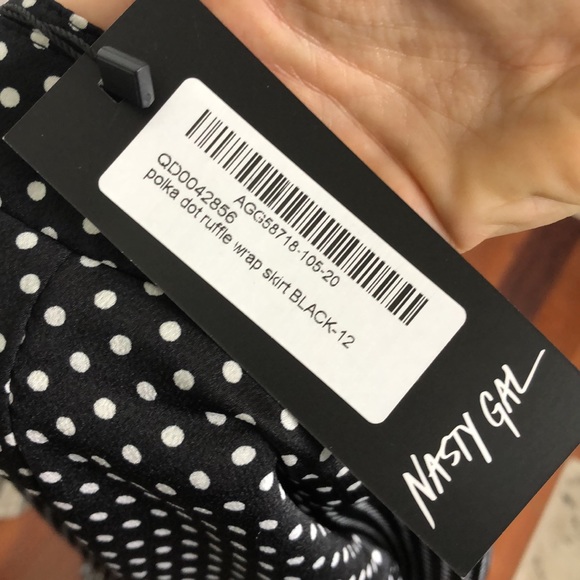 AGG58718-105-20
QD0042856
polka dot ruffle wrap skirt BLACK-12
NASTY GAL